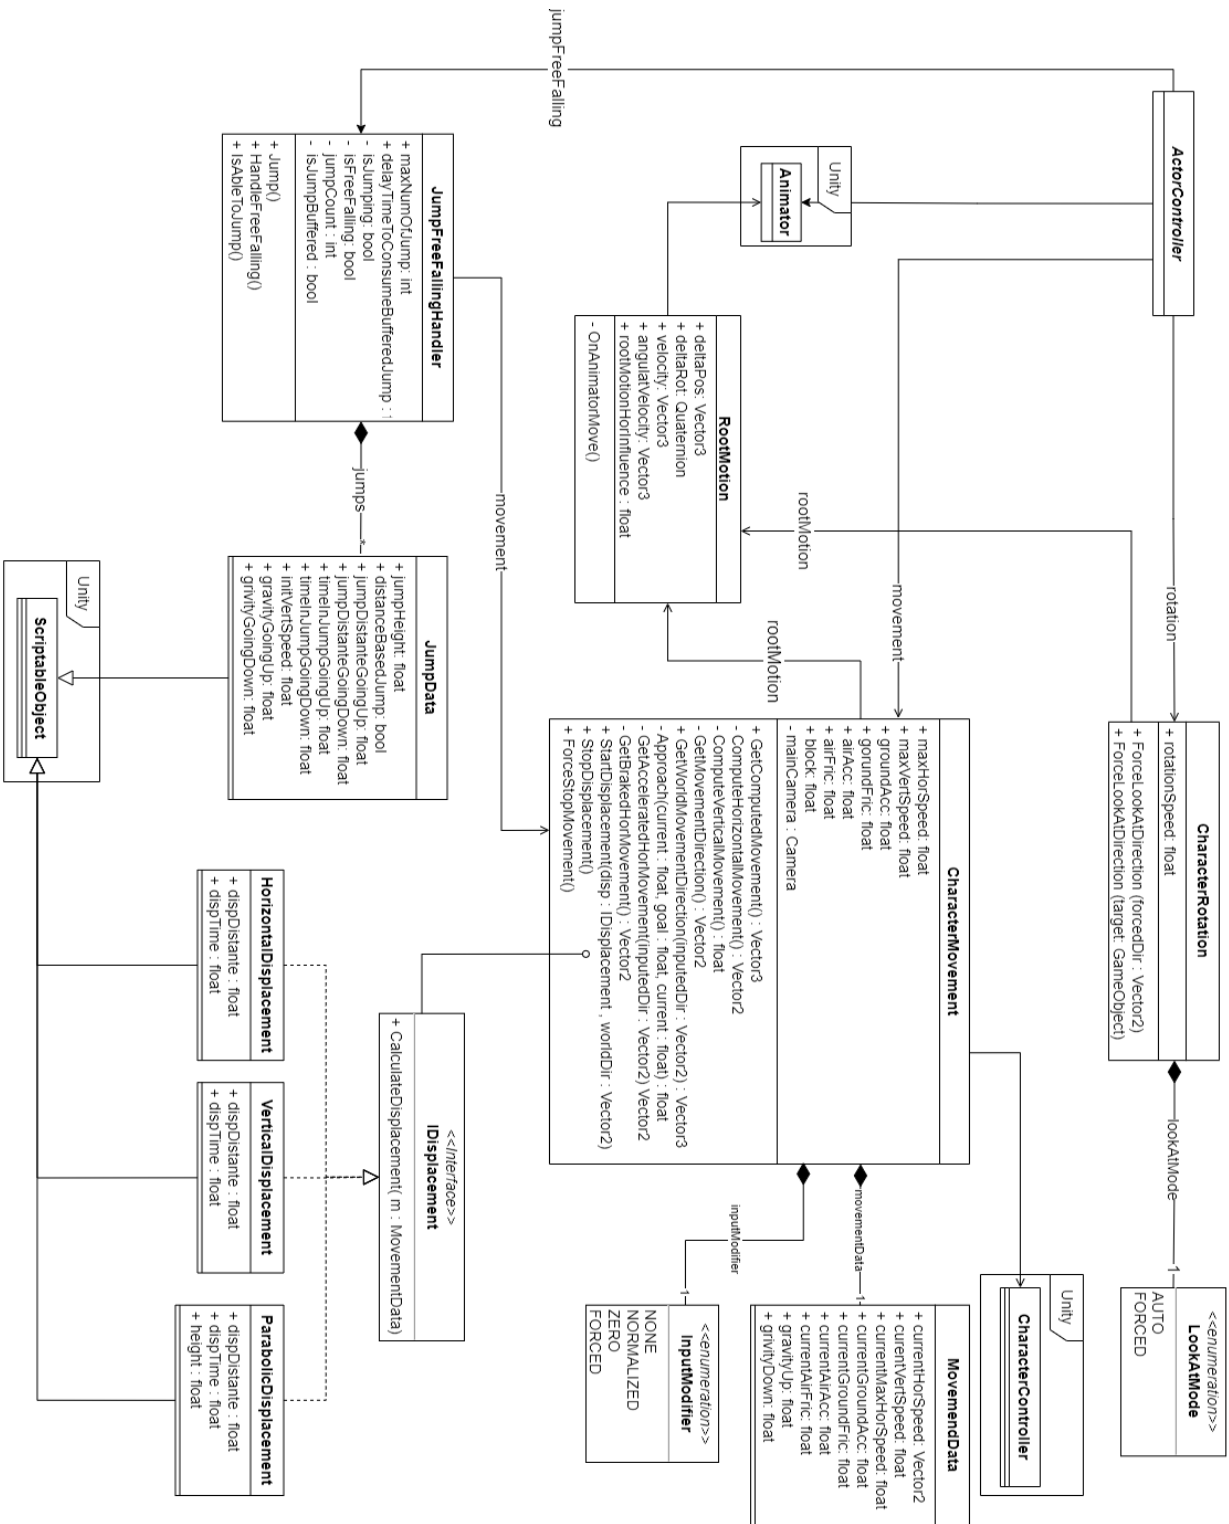 ActorController
jumpFreeFalling
Unity
Animator
movement
rotation
rootMotion
rootMotion
movement
CharacterRotation
+ rotationSpeed: float
+ ForceLookAtDirection (forcedDir : Vector2)
+ ForceLookAtDirection (target: GameObject)
lookAtMode
1
<<enumeration>>
LookAtMode
AUTO
FORCED
RootMotion
+ deltaPos: Vector3
+ deltaRot: Quaternion
+ velocity: Vector3
+ angulatVelocity: Vector3
+ rootMotionHorInfluence : float
- OnAnimatorMove()
JumpFreeFallingHandler
+ maxNumOfJump: int
+ delayTimeToConsumeBufferedJump :
- isJumping: bool
- isFreeFalling: bool
- jumpCount : int
- isJumpBuffered : bool
+ Jump()
+ HandleFreeFalling()
+ IsAbleToJump()
jumps
*
JumpData
+ jumpHeight: float
+ distanceBasedJump: bool
+ jumpDistanteGoingUp: float
+ jumpDistanteGoingDown: float
+ timeInJumpGoingUp: float
+ timeInJumpGoingDown: float
+ initVertSpeed: float
+ gravityGoingUp: float
+ grivityGoingDown: float
Unity
ScriptableObject
CharacterMovement
+ maxHorSpeed: float
+ maxVertSpeed: float
+ groundAcc: float
+ gorundFric: float
+ airAcc: float
+ airFric: float
+ block: float
- mainCamera : Camera
+ GetComputedMovement() : Vector3
- ComputeHorizontalMovement() : Vector2
- ComputeVerticalMovement() : float
- GetMovementDirection() : Vector2
+ GetWorldMovementDirection(inputedDir : Vector2) : Vector3
- Approach(current : float, goal : float, current : float) : float
- GetAcceleratedHorMovement(inputedDir : Vector2) Vector2
- GetBrakedHorMovement() : Vector2
+ StartDisplacement(disp : IDisplacement , worldDir : Vector2)
+ StopDisplacement()
+ ForceStopMovement()
Unity
CharacterController
movementData
1
MovemendData
+ currentHorSpeed: Vector2
+ curentVertSpeed: float
+ currentMaxHorSpeed: float
+ currentGroundAcc: float
+ currentGroundFric: float
+ currentAirAcc: float
+ currentAirFric: float
+ gravityUp: float
+ grivityDown: float
inputModifier
1
<<enumeration>>
InputModifier
NONE
NORMALIZED
ZERO
FORCED
<<Interface>>
IDisplacement
+ CalculateDisplacement( m : MovementData)
HorizontalDisplacement
+ dispDistante : float
+ dispTime : float
VerticalDisplacement
+ dispDistante : float
+ dispTime : float
ParabolicDisplacement
+ dispDistante : float
+ dispTime : float
+ height : float